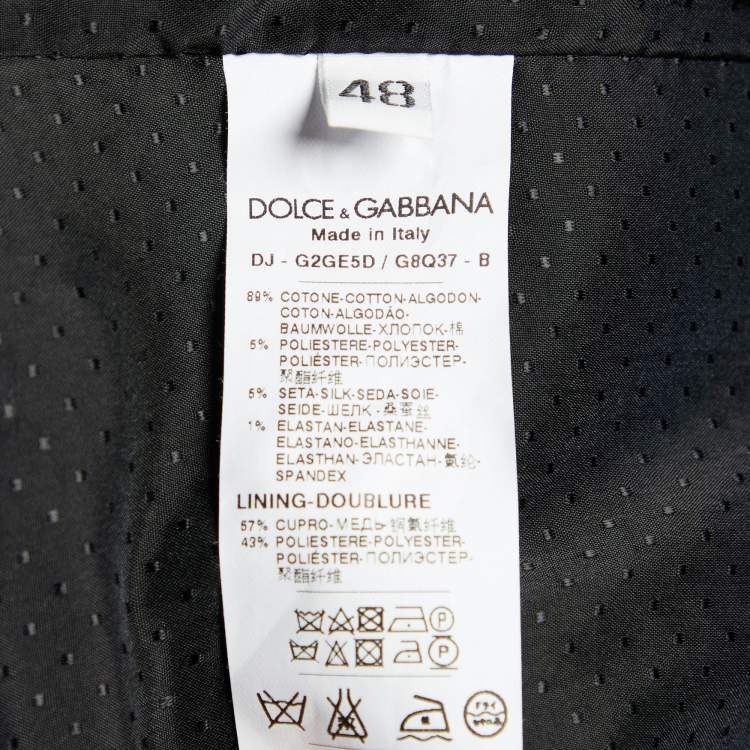 48
DOLCE & GABBANA
Made in Italy
DJ - G2GE5D / G8Q37 - B
89% COTONE-COTTON-ALGODON-
COTON-ALGODÃO-
BAUMWOLLE-ХЛОПОК-棉
5% POLIESTERE-POLYESTER-
POLIÉSTER-ПОЛИЭСТЕР-
聚酯纤维
5% SETA-SILK-SEDA-SOIE-
SEIDE-ШЕЛК-桑蚕丝
1% ELASTAN-ELASTANE-
ELASTANO-ELASTHANNE-
ELASTHAN-ЭЛАСТАН-氨纶-
SPANDEX
LINING-DOUBLURE
57% CUPRO-МЕДЬ-铜氨纤维
43% POLIESTERE-POLYESTER-
POLIÉSTER-ПОЛИЭСТЕР-
聚酯纤维
P
P
ドライ